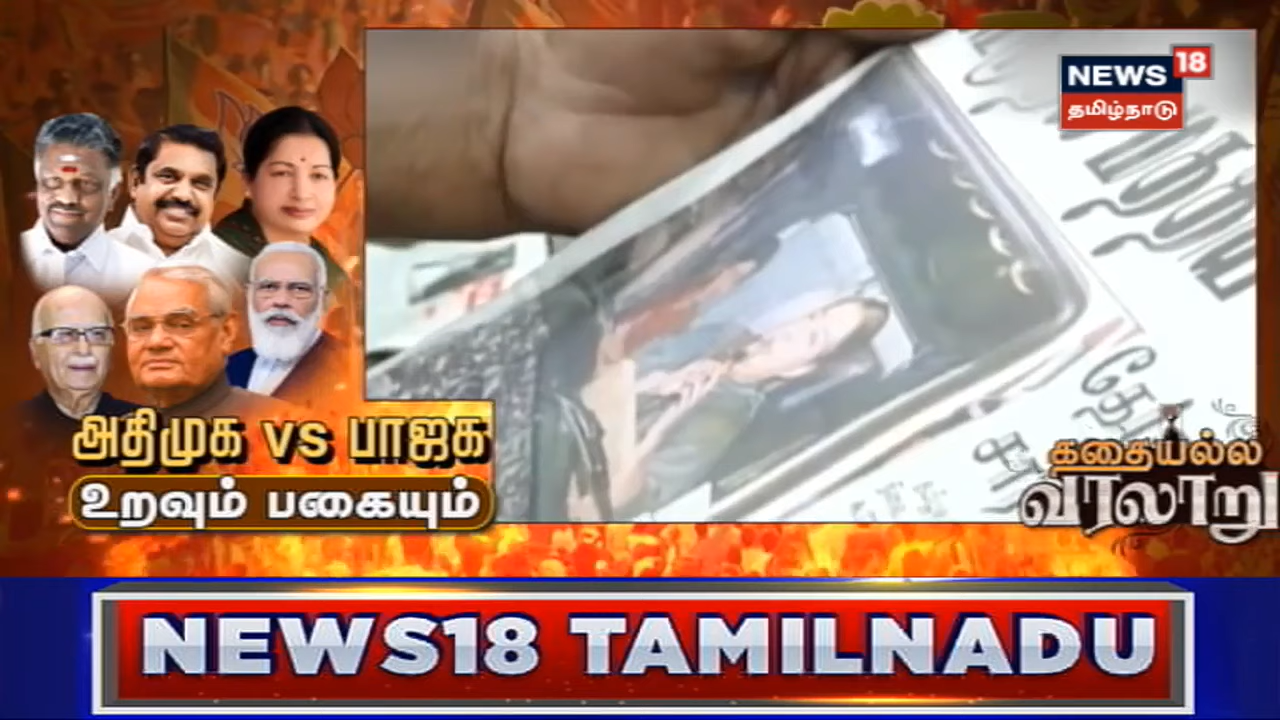 NEWS 18
தமிழ்நாடு
அதிமுக vs பாஜக
உறவும் பகையும்
கதையல்ல
வரலாறு
NEWS18 TAMILNADU